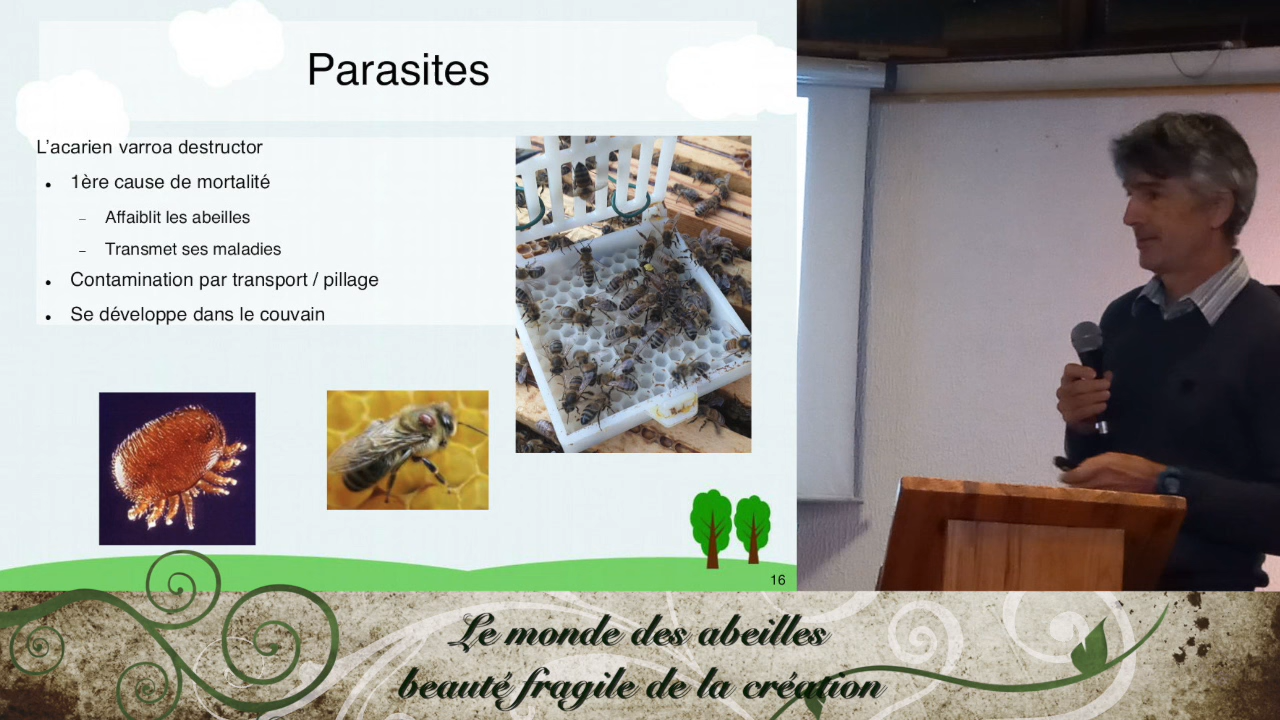 Parasites
L'acarien varroa destructor
• 1ère cause de mortalité
– Affaiblit les abeilles
– Transmet ses maladies
• Contamination par transport / pillage
• Se développe dans le couvain
16
Le monde des abeilles
beauté fragile de la création